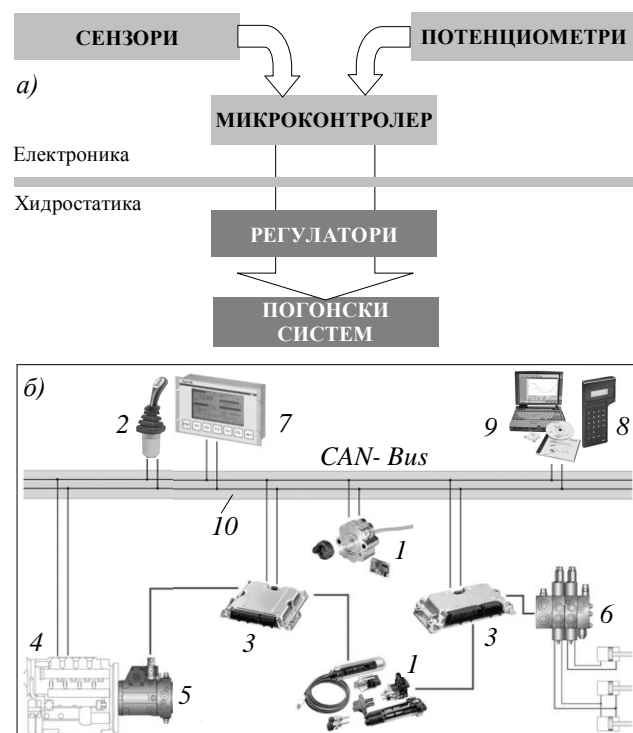 СЕНЗОРИ
ПОТЕНЦИОМЕТРИ
а)
МИКРОКОНТРОЛЕР
Електроника
Хидростатика
РЕГУЛАТОРИ
ПОГОНСКИ
СИСТЕМ
б)
2
7
9
8
CAN- Bus
10
1
3
3
6
4
5
1